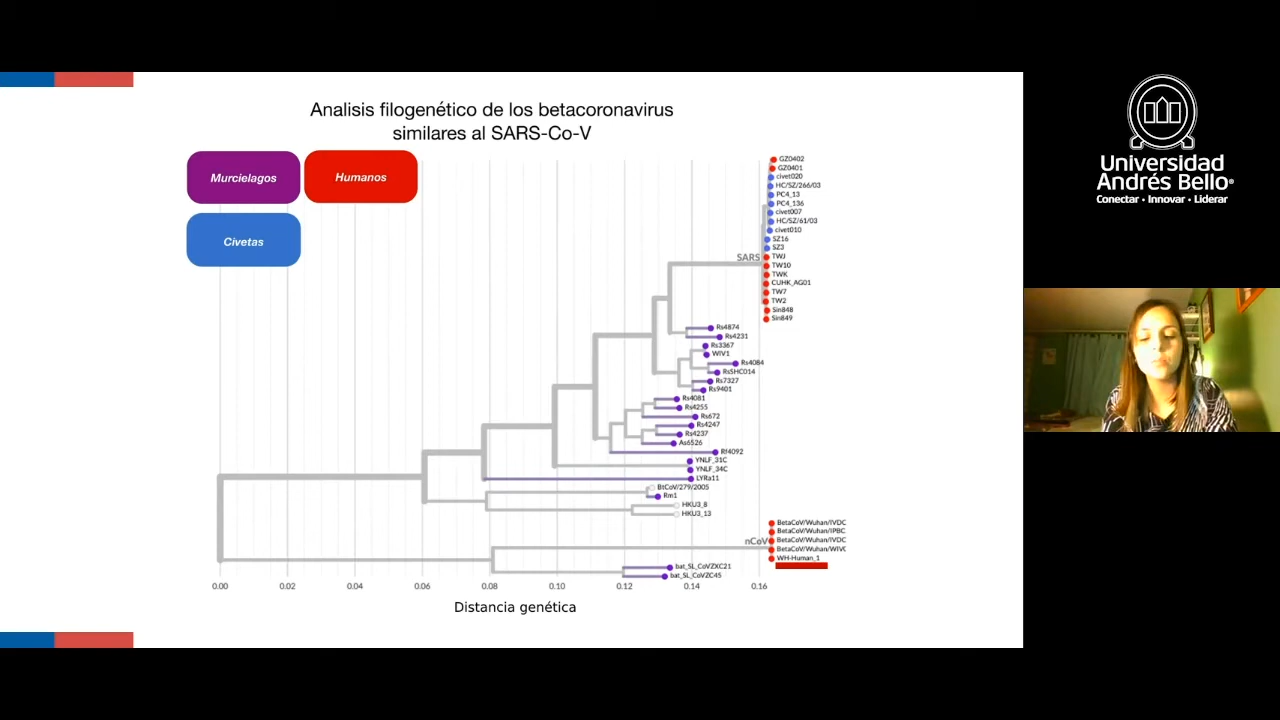 Analisis filogenético de los betacoronavirus
similares al SARS-Co-V
Murcielagos
Humanos
Civetas
GZ0402
GZ0401
civet020
HC/SZ/266/03
PC4_13
PC4_136
civet007
HC/SZ/61/03
civet010
SZ16
SZ3
SARS
TWJ
TW10
TWK
CUHK_AG01
TW7
TW2
Sin848
Sin849
Rs4874
Rs4231
Rs3367
WIV1
Rs4084
RsSHC014
Rs7327
Rs9401
Rs4081
Rs4255
Rs672
Rs4247
Rs4237
As6526
Rf4092
YNLF_31C
YNLF_34C
LYRa11
BtCoV/279/2005
Rm1
HKU3_8
HKU3_13
BetaCoV/Wuhan/IVDC
BetaCoV/Wuhan/IPBC
nCoV
BetaCoV/Wuhan/IVDC
BetaCoV/Wuhan/WIV
WH-Human_1
bat_SL_CoVZXC21
bat_SL_CoVZC45
0.00 0.02 0.04 0.06 0.08 0.10 0.12 0.14 0.16
Distancia genética
Universidad
Andrés Bello®
Conectar • Innovar • Liderar